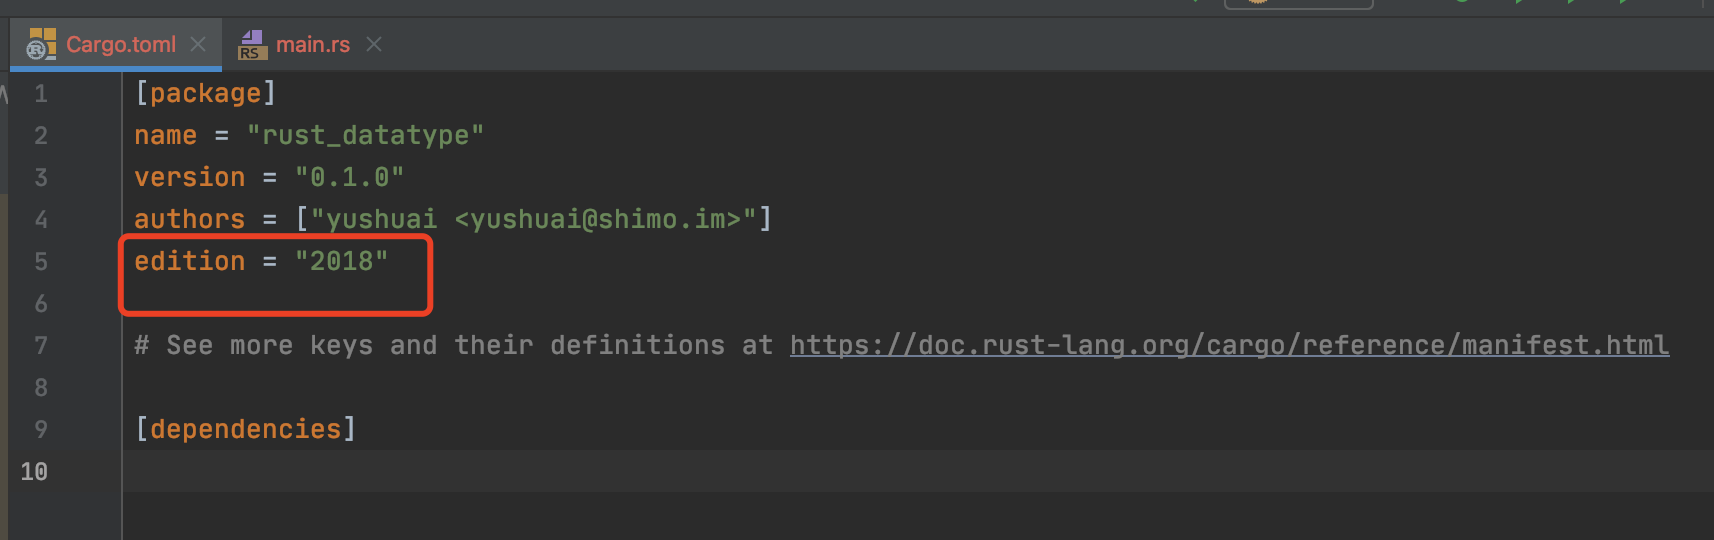 Cargo.toml
main.rs
1 [package]
2 name = "rust_datatype"
3 version = "0.1.0"
4 authors = ["yushuai <yushuai@shimo.im>"]
5 edition = "2018"
6
7 # See more keys and their definitions at https://doc.rust-lang.org/cargo/reference/manifest.html
8
9 [dependencies]
10